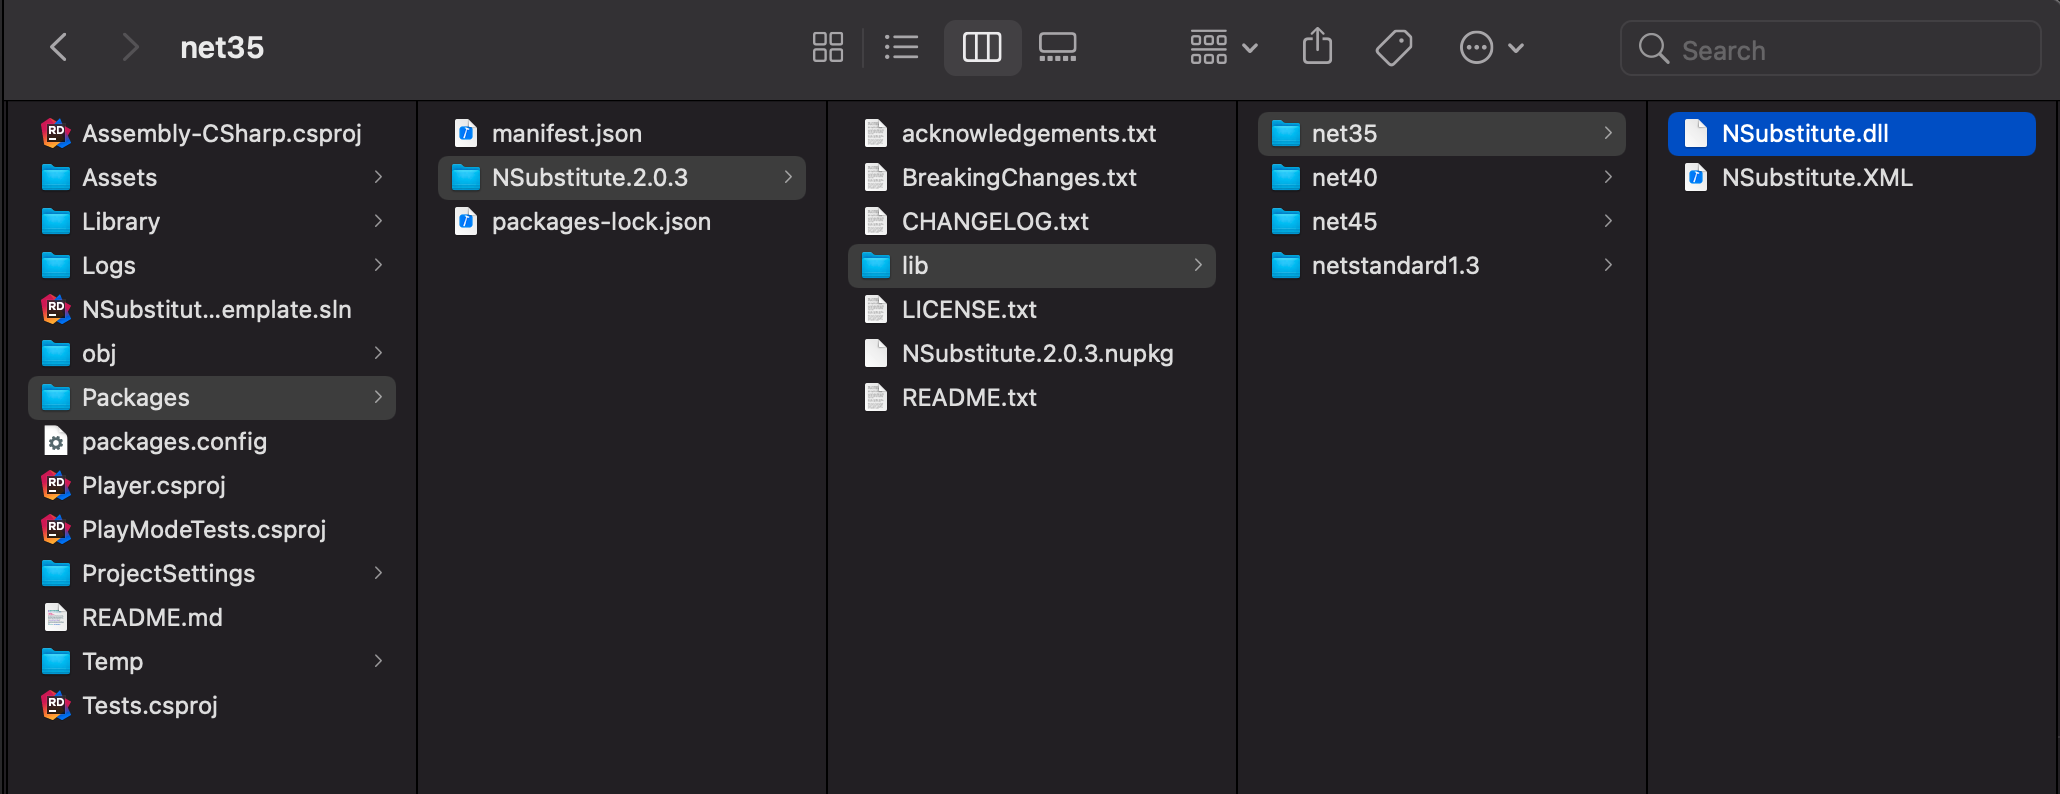 net35
Search
Assembly-CSharp.csproj
Assets
Library
Logs
NSubstitut...emplate.sln
obj
Packages
packages.config
Player.csproj
PlayModeTests.csproj
ProjectSettings
README.md
Temp
Tests.csproj
manifest.json
NSubstitute.2.0.3
packages-lock.json
acknowledgements.txt
BreakingChanges.txt
CHANGELOG.txt
lib
LICENSE.txt
NSubstitute.2.0.3.nupkg
README.txt
net35
net40
net45
netstandard1.3
NSubstitute.dll
NSubstitute.XML